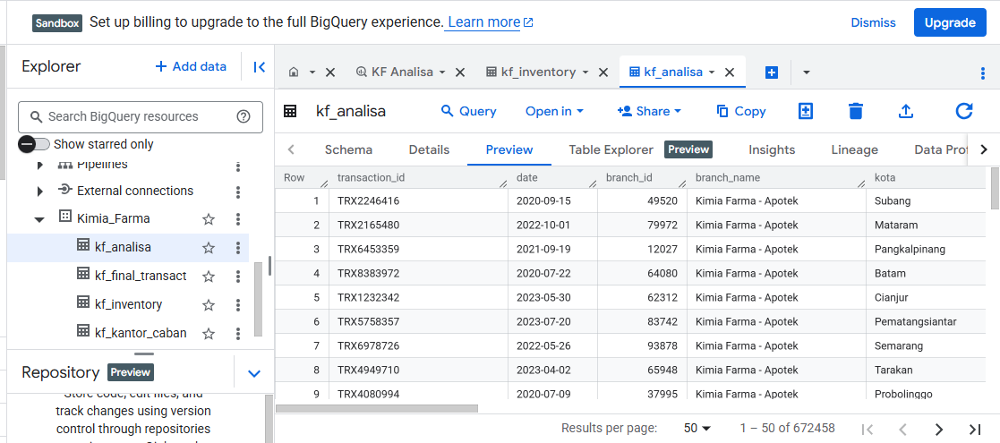 Sandbox Set up billing to upgrade to the full BigQuery experience. Learn more Dismiss Upgrade
Explorer + Add data
Search BigQuery resources
Show starred only
Pipelines
External connections
Kimia_Farma
kf_analisa
kf_final_transact
kf_inventory
kf_kantor_caban
Repository Preview
Store code, edit files, and
track changes using version
control through repositories
KF Analisa kf_inventory kf_analisa
kf_analisa Query Open in Share Copy
Schema Details Preview Table Explorer Preview Insights Lineage Data Prof
Row transaction_id date branch_id branch_name kota
1 TRX2246416 2020-09-15 49520 Kimia Farma - Apotek Subang
2 TRX2165480 2022-10-01 79972 Kimia Farma - Apotek Mataram
3 TRX6453359 2021-09-19 12027 Kimia Farma - Apotek Pangkalpinang
4 TRX8383972 2020-07-22 64080 Kimia Farma - Apotek Batam
5 TRX1232342 2023-05-30 62312 Kimia Farma - Apotek Cianjur
6 TRX5758357 2023-07-20 83742 Kimia Farma - Apotek Pematangsiantar
7 TRX6978726 2022-05-26 93878 Kimia Farma - Apotek Semarang
8 TRX4949710 2023-04-02 65948 Kimia Farma - Apotek Tarakan
9 TRX4080994 2020-07-09 37995 Kimia Farma - Apotek Probolinggo
Results per page: 50 1 – 50 of 672458